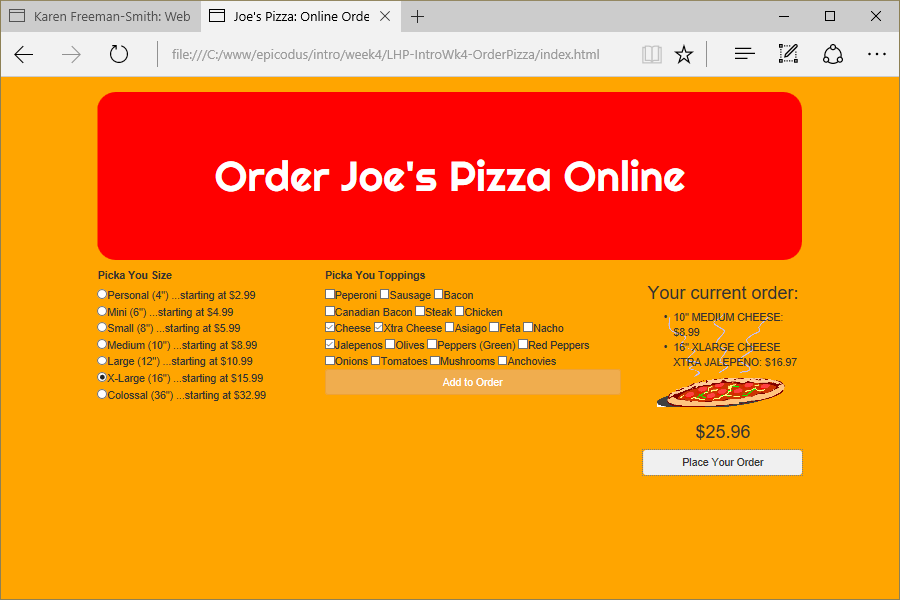 Karen Freeman-Smith: Web
Joe's Pizza: Online Orde
file:///C:/www/epicodus/intro/week4/LHP-IntroWk4-OrderPizza/index.html
Order Joe's Pizza Online
Picka You Size
Personal (4") ...starting at $2.99
Mini (6") ...starting at $4.99
Small (8") ...starting at $5.99
Medium (10") ...starting at $8.99
Large (12") ...starting at $10.99
X-Large (16") ...starting at $15.99
Colossal (36") ...starting at $32.99
Picka You Toppings
Peperoni Sausage Bacon
Canadian Bacon Steak Chicken
Cheese Xtra Cheese Asiago Feta Nacho
Jalepenos Olives Peppers (Green) Red Peppers
Onions Tomatoes Mushrooms Anchovies
Add to Order
Your current order:
• 10" MEDIUM CHEESE:
$8.99
• 16" XLARGE CHEESE
XTRA JALEPENO: $16.97
$25.96
Place Your Order